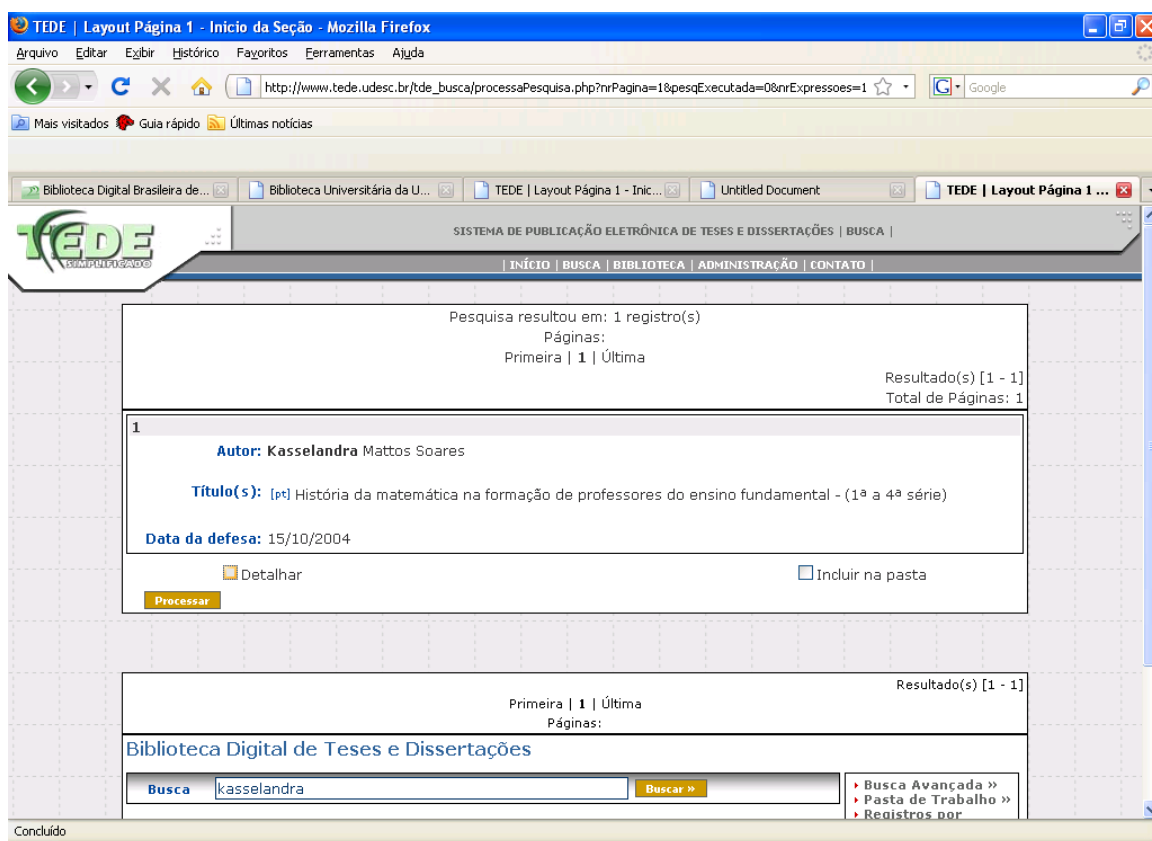 TEDE | Layout Página 1 - Inicio da Seção - Mozilla Firefox
Arquivo Editar Exibir Histórico Favoritos Ferramentas Ajuda
http://www.tede.udesc.br/tde_busca/processaPesquisa.php?nrPagina=1&pesqExecutada=0&nrExpressoes=1 G Google
Mais visitados Guia rápido Últimas notícias
Biblioteca Digital Brasileira de... Biblioteca Universitária da U... TEDE | Layout Página 1 - Inic... Untitled Document TEDE | Layout Página 1 ...
TEDE
SIMPLIFICADO
SISTEMA DE PUBLICAÇÃO ELETRÔNICA DE TESES E DISSERTAÇÕES | BUSCA |
| INÍCIO | BUSCA | BIBLIOTECA | ADMINISTRAÇÃO | CONTATO |
Pesquisa resultou em: 1 registro(s)
Páginas:
Primeira | 1 | Última
Resultado(s) [1 - 1]
Total de Páginas: 1
1
Autor: Kasselandra Mattos Soares
Título(s): [pt] História da matemática na formação de professores do ensino fundamental - (1ª a 4ª série)
Data da defesa: 15/10/2004
Detalhar Incluir na pasta
Processar
Resultado(s) [1 - 1]
Primeira | 1 | Última
Páginas:
Biblioteca Digital de Teses e Dissertações
Busca kasselandra Buscar »
Busca Avançada »
Pasta de Trabalho »
Registros por
Concluído